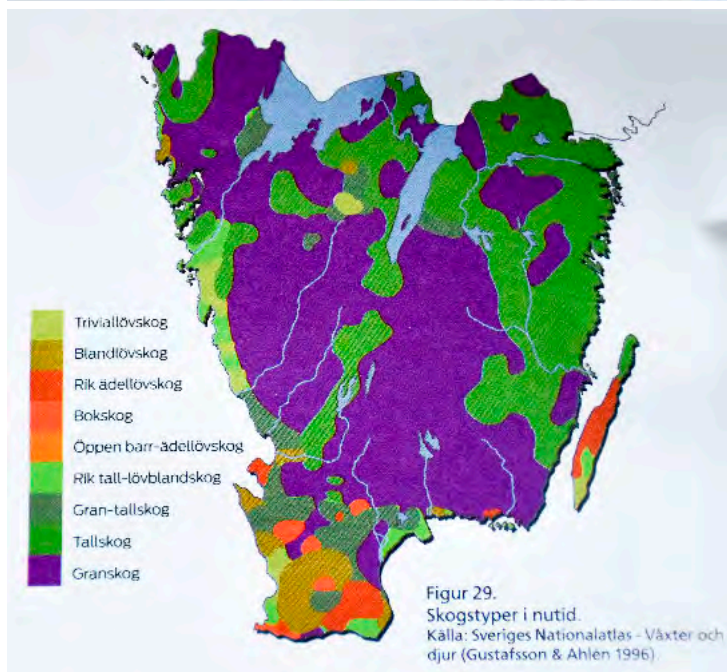 Triviallövskog
Blandlövskog
Rik ädellövskog
Bokskog
Öppen barr-ädellövskog
Rik tall-lövblandskog
Gran-tallskog
Tallskog
Granskog
Figur 29.
Skogstyper i nutid.
Källa: Sveriges Nationalatlas - Växter och
djur (Gustafsson & Ahlén 1996)